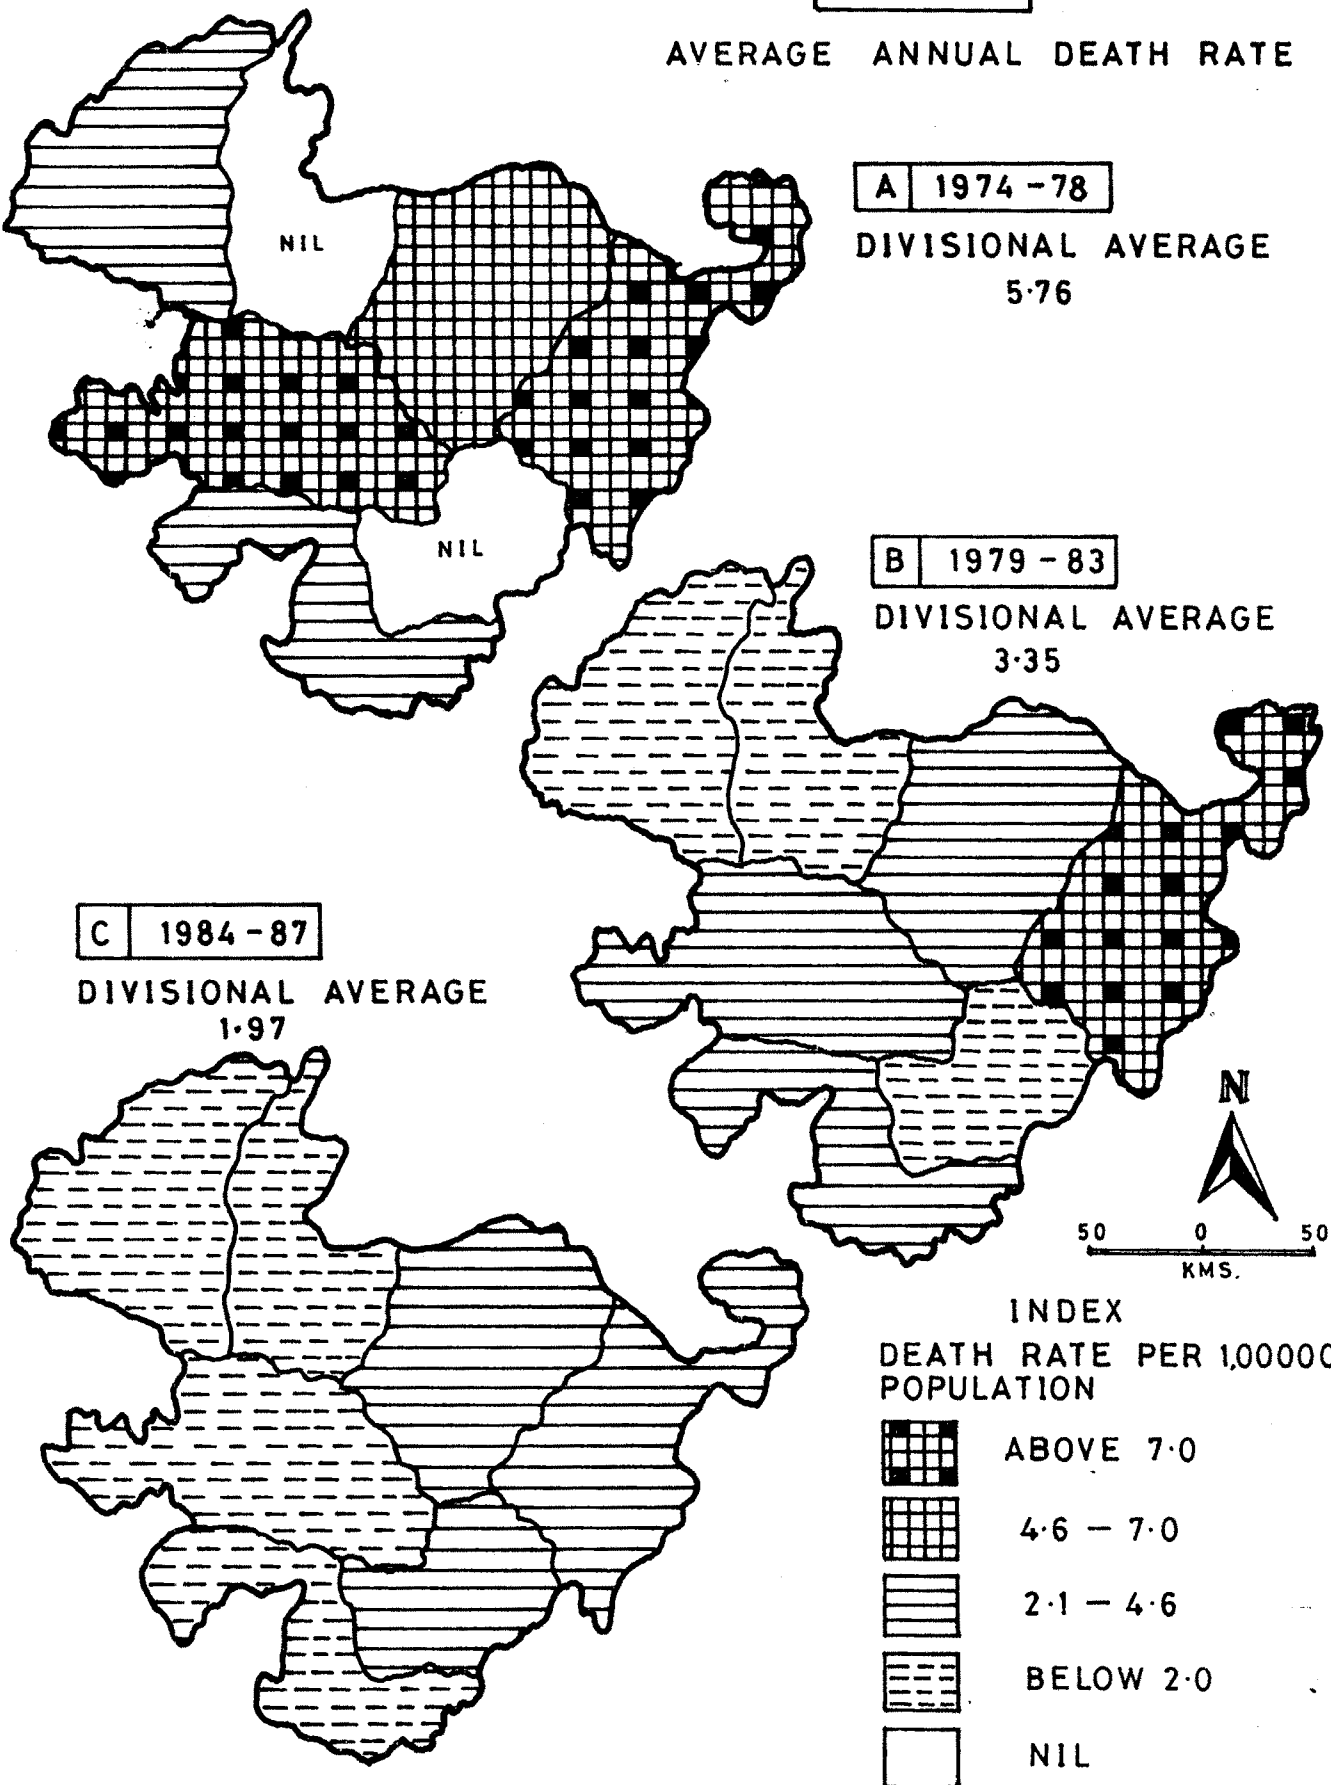 AVERAGE ANNUAL DEATH RATE
A 1974-78
DIVISIONAL AVERAGE
5·76
NIL
NIL
B 1979-83
DIVISIONAL AVERAGE
3·35
C 1984-87
DIVISIONAL AVERAGE
1·97
N
50 0 50
KMS.
INDEX
DEATH RATE PER 1,00000
POPULATION
ABOVE 7·0
4·6 – 7·0
2·1 – 4·6
BELOW 2·0
NIL